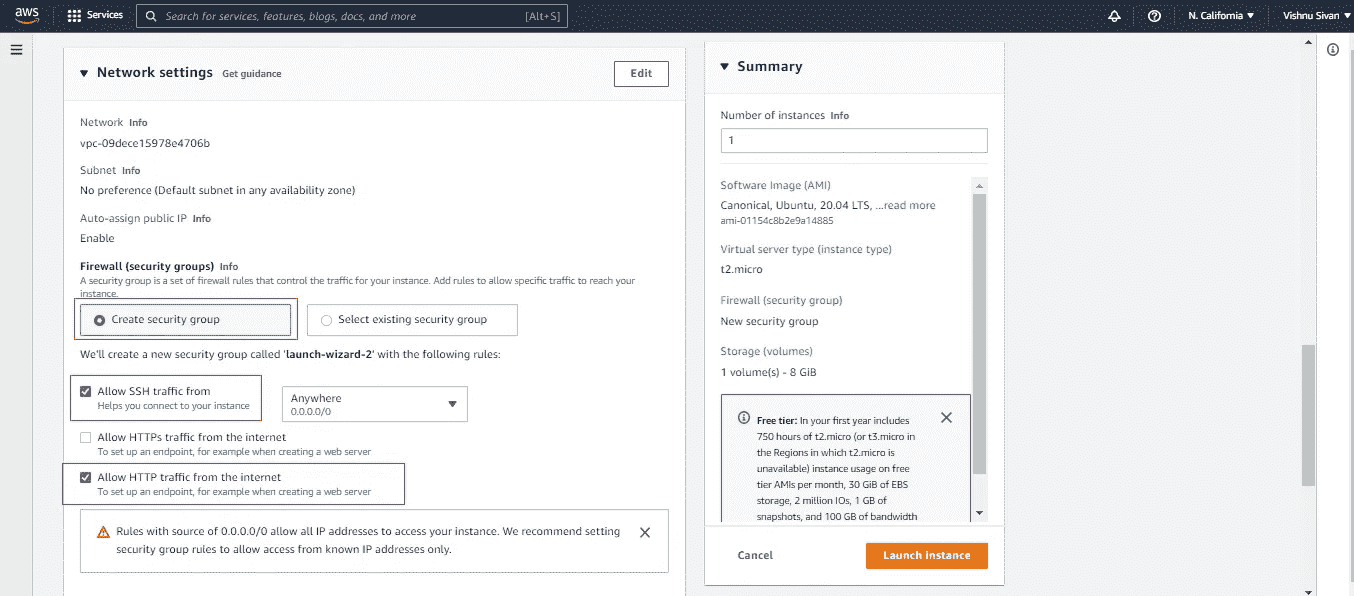 aws
Services
Search for services, features, blogs, docs, and more
[Alt+S]
N. California
Vishnu Sivan
Network settings Get guidance
Edit
Network Info
vpc-09dece15978e4706b
Subnet Info
No preference (Default subnet in any availability zone)
Auto-assign public IP Info
Enable
Firewall (security groups) Info
A security group is a set of firewall rules that control the traffic for your instance. Add rules to allow specific traffic to reach your
instance.
Create security group
Select existing security group
We'll create a new security group called 'launch-wizard-2' with the following rules:
Allow SSH traffic from
Helps you connect to your instance
Anywhere
0.0.0.0/0
Allow HTTPs traffic from the internet
To set up an endpoint, for example when creating a web server
Allow HTTP traffic from the internet
To set up an endpoint, for example when creating a web server
Rules with source of 0.0.0.0/0 allow all IP addresses to access your instance. We recommend setting
security group rules to allow access from known IP addresses only.
Summary
Number of instances Info
1
Software Image (AMI)
Canonical, Ubuntu, 20.04 LTS, ...read more
ami-01154c8b2e9a14885
Virtual server type (instance type)
t2.micro
Firewall (security group)
New security group
Storage (volumes)
1 volume(s) - 8 GiB
Free tier: In your first year includes
750 hours of t2.micro (or t3.micro in
the Regions in which t2.micro is
unavailable) instance usage on free
tier AMIs per month, 30 GiB of EBS
storage, 2 million IOs, 1 GB of
snapshots, and 100 GB of bandwidth
Cancel
Launch instance